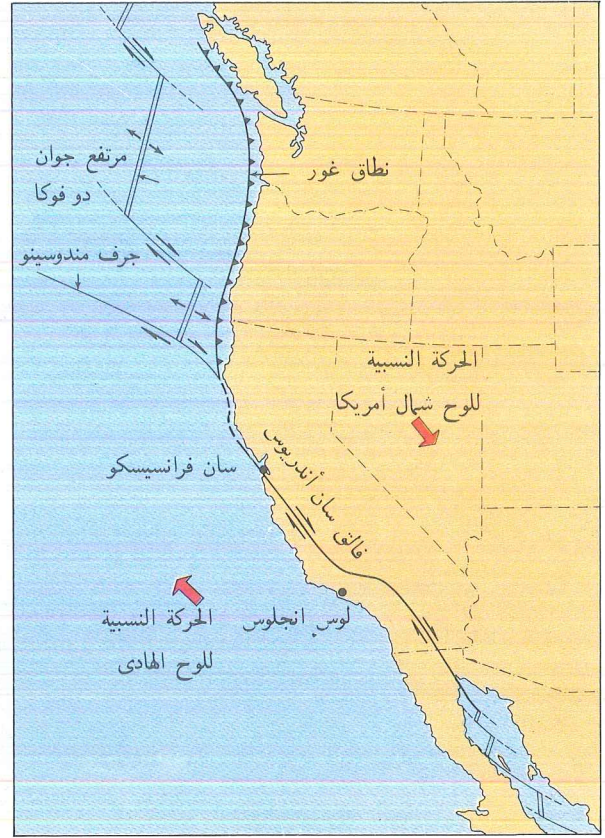 مرتفع جوان
دو فوكا
نطاق غور
جرف مندوسينو
الحركة النسبية
للوح شمال أمريكا
فالق سان أندريوس
سان فرانسيسكو
لوس انجلوس
الحركة النسبية
للوح الهادى